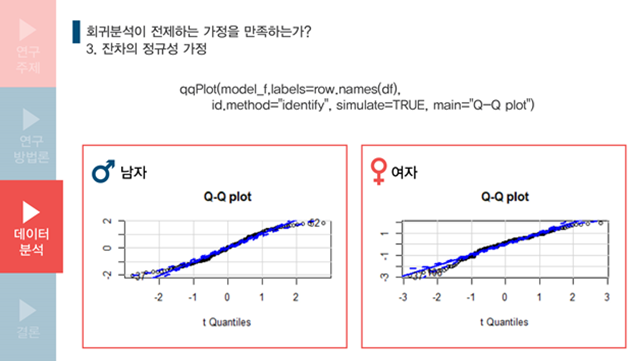 연구
주제
연구
방법론
데이터
분석
결론
회귀분석이 전제하는 가정을 만족하는가?
3. 잔차의 정규성 가정
qqPlot(model_f,labels=row.names(df),
id.method="identify", simulate=TRUE, main="Q-Q plot")
남자
Q-Q plot
2
0
-2
-2 -1 0 1 2
t Quantiles
여자
Q-Q plot
1
-1
-3
-3 -2 -1 0 1 2 3
t Quantiles